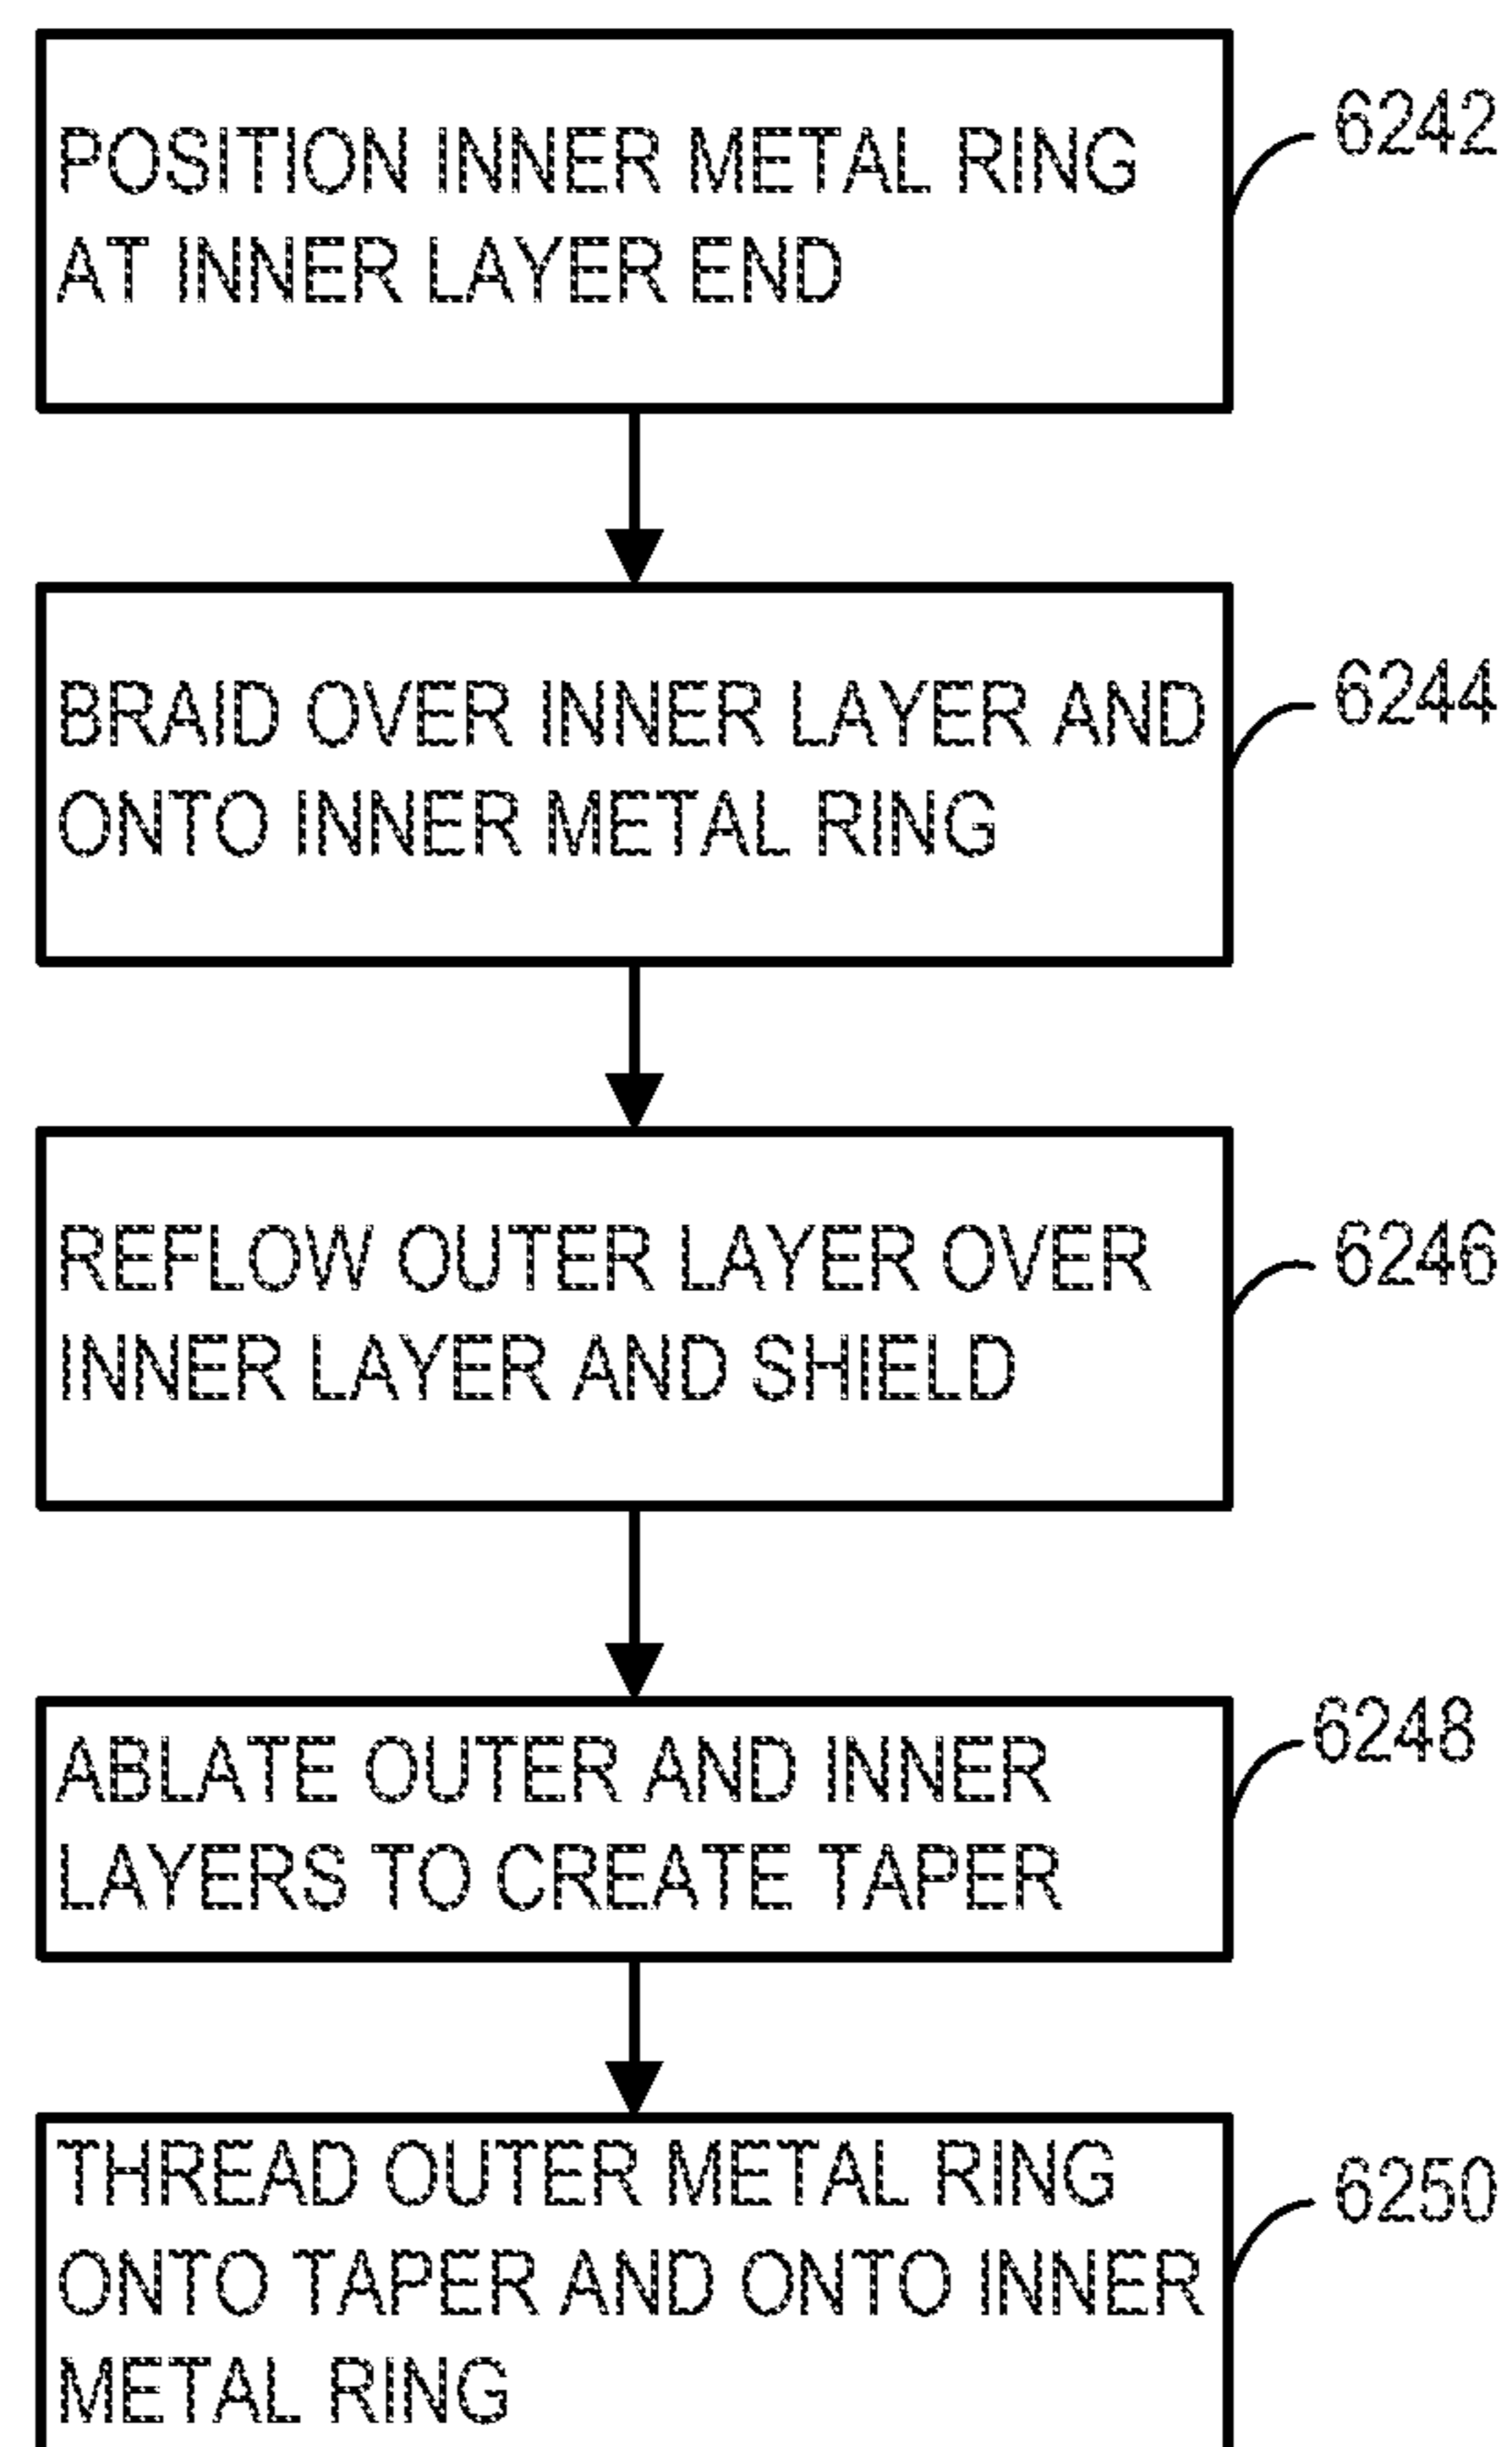 POSITION INNER METAL RING
AT INNER LAYER END
6242
BRAID OVER INNER LAYER AND
ONTO INNER METAL RING
6244
REFLOW OUTER LAYER OVER
INNER LAYER AND SHIELD
6246
ABLATE OUTER AND INNER
LAYERS TO CREATE TAPER
6248
THREAD OUTER METAL RING
ONTO TAPER AND ONTO INNER
METAL RING
6250